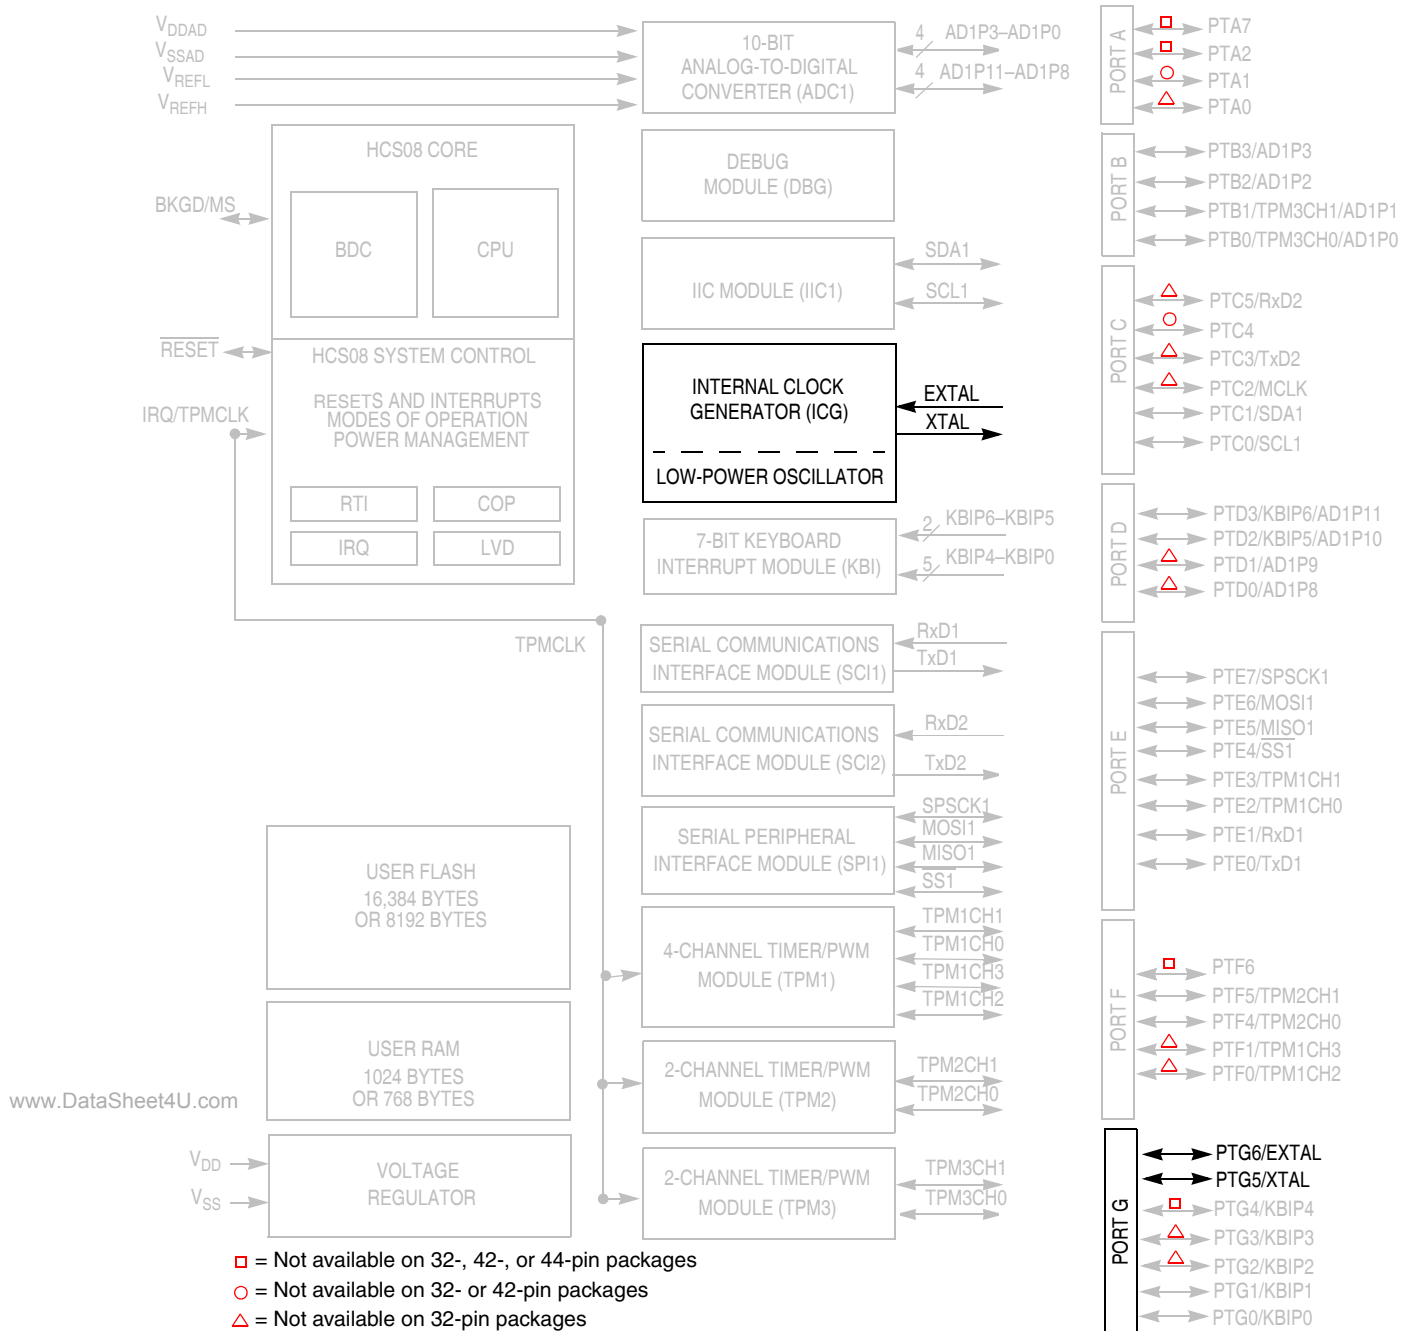 V_DDAD
V_SSAD
V_REFL
V_REFH
10-BIT
ANALOG-TO-DIGITAL
CONVERTER (ADC1)
4 AD1P3–AD1P0
4 AD1P11–AD1P8
HCS08 CORE
BDC
CPU
BKGD/MS
RESET
IRQ/TPMCLK
HCS08 SYSTEM CONTROL
RESETS AND INTERRUPTS
MODES OF OPERATION
POWER MANAGEMENT
RTI
COP
IRQ
LVD
TPMCLK
DEBUG
MODULE (DBG)
IIC MODULE (IIC1)
SDA1
SCL1
INTERNAL CLOCK
GENERATOR (ICG)
LOW-POWER OSCILLATOR
EXTAL
XTAL
7-BIT KEYBOARD
INTERRUPT MODULE (KBI)
2 KBIP6–KBIP5
5 KBIP4–KBIP0
SERIAL COMMUNICATIONS
INTERFACE MODULE (SCI1)
RxD1
TxD1
SERIAL COMMUNICATIONS
INTERFACE MODULE (SCI2)
RxD2
TxD2
SERIAL PERIPHERAL
INTERFACE MODULE (SPI1)
SPSCK1
MOSI1
MISO1
SS1
USER FLASH
16,384 BYTES
OR 8192 BYTES
4-CHANNEL TIMER/PWM
MODULE (TPM1)
TPM1CH1
TPM1CH0
TPM1CH3
TPM1CH2
USER RAM
1024 BYTES
OR 768 BYTES
2-CHANNEL TIMER/PWM
MODULE (TPM2)
TPM2CH1
TPM2CH0
www.DataSheet4U.com
V_DD
V_SS
VOLTAGE
REGULATOR
2-CHANNEL TIMER/PWM
MODULE (TPM3)
TPM3CH1
TPM3CH0
PORT A
PTA7
PTA2
PTA1
PTA0
PORT B
PTB3/AD1P3
PTB2/AD1P2
PTB1/TPM3CH1/AD1P1
PTB0/TPM3CH0/AD1P0
PORT C
PTC5/RxD2
PTC4
PTC3/TxD2
PTC2/MCLK
PTC1/SDA1
PTC0/SCL1
PORT D
PTD3/KBIP6/AD1P11
PTD2/KBIP5/AD1P10
PTD1/AD1P9
PTD0/AD1P8
PORT E
PTE7/SPSCK1
PTE6/MOSI1
PTE5/MISO1
PTE4/SS1
PTE3/TPM1CH1
PTE2/TPM1CH0
PTE1/RxD1
PTE0/TxD1
PORT F
PTF6
PTF5/TPM2CH1
PTF4/TPM2CH0
PTF1/TPM1CH3
PTF0/TPM1CH2
PORT G
PTG6/EXTAL
PTG5/XTAL
PTG4/KBIP4
PTG3/KBIP3
PTG2/KBIP2
PTG1/KBIP1
PTG0/KBIP0
□ = Not available on 32-, 42-, or 44-pin packages
○ = Not available on 32- or 42-pin packages
△ = Not available on 32-pin packages